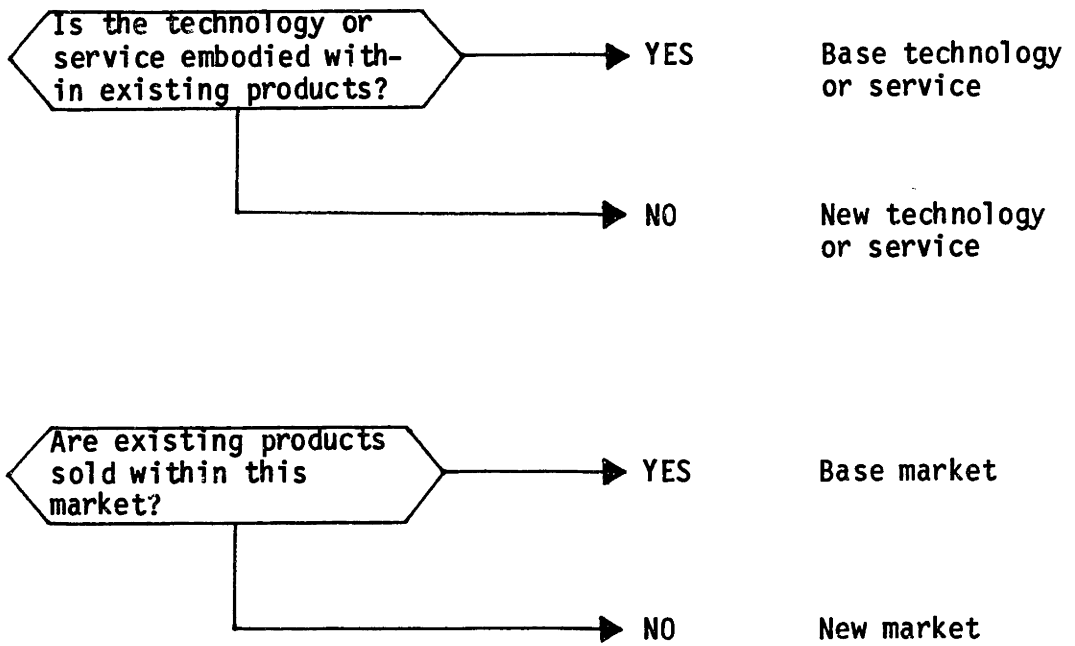 Is the technology or
service embodied with-
in existing products?
YES
Base technology
or service
NO
New technology
or service
Are existing products
sold within this
market?
YES
Base market
NO
New market